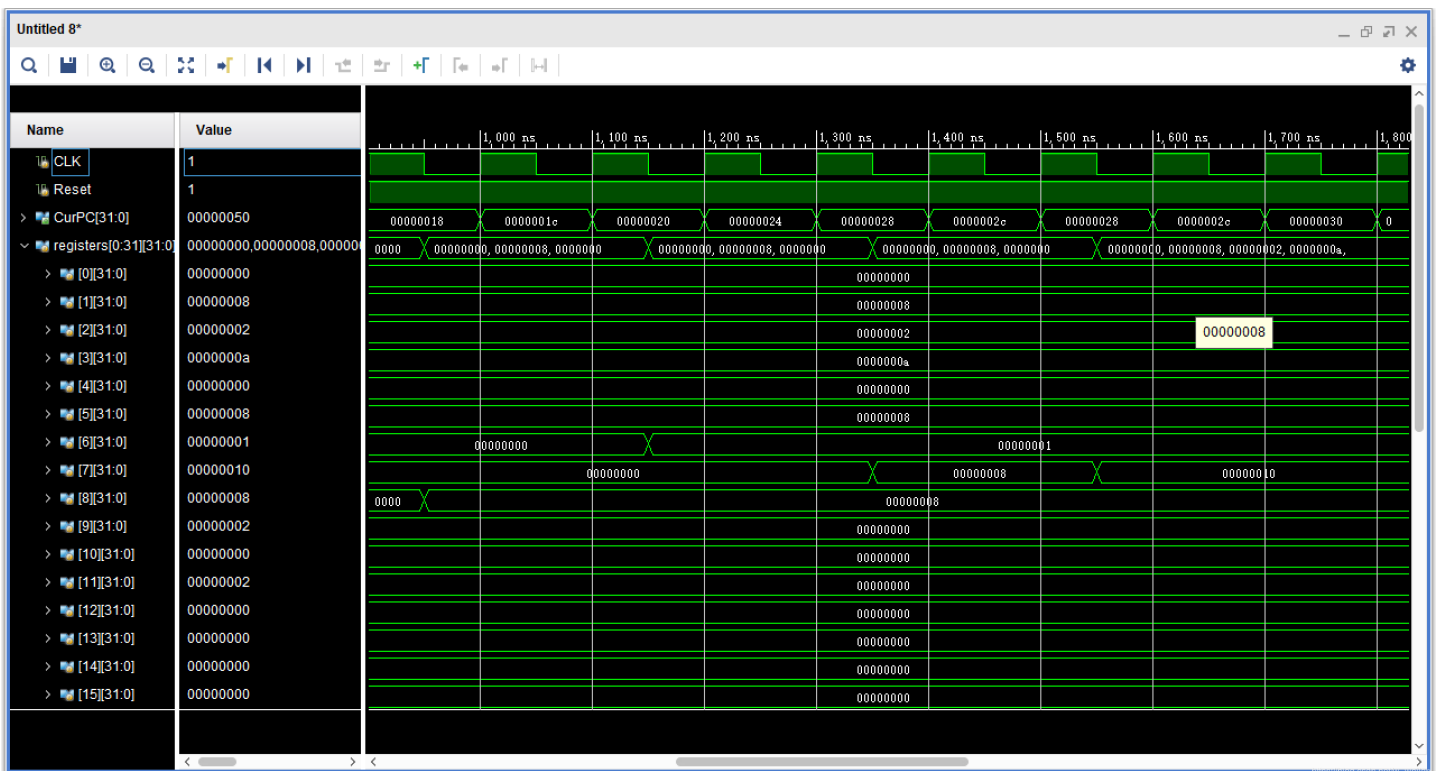 Untitled 8*
1,000 ns 1,100 ns 1,200 ns 1,300 ns 1,400 ns 1,500 ns 1,600 ns 1,700 ns 1,800
Name Value
CLK 1
Reset 1
CurPC[31:0] 00000050 00000018 0000001c 00000020 00000024 00000028 0000002c 00000028 0000002c 00000030 0
registers[0:31][31:0] 00000000,00000008,00000 0000 00000000, 00000008, 0000000 00000000, 00000008, 0000000 00000000, 00000008, 0000000 00000000, 00000008, 00000002, 0000000a,
[0][31:0] 00000000 00000000
[1][31:0] 00000008 00000008
[2][31:0] 00000002 00000002 00000008
[3][31:0] 0000000a 0000000a
[4][31:0] 00000000 00000000
[5][31:0] 00000008 00000008
[6][31:0] 00000001 00000000 00000001
[7][31:0] 00000010 00000000 00000008 00000010
[8][31:0] 00000008 0000 00000008
[9][31:0] 00000002 00000000
[10][31:0] 00000000 00000000
[11][31:0] 00000002 00000000
[12][31:0] 00000000 00000000
[13][31:0] 00000000 00000000
[14][31:0] 00000000 00000000
[15][31:0] 00000000 00000000